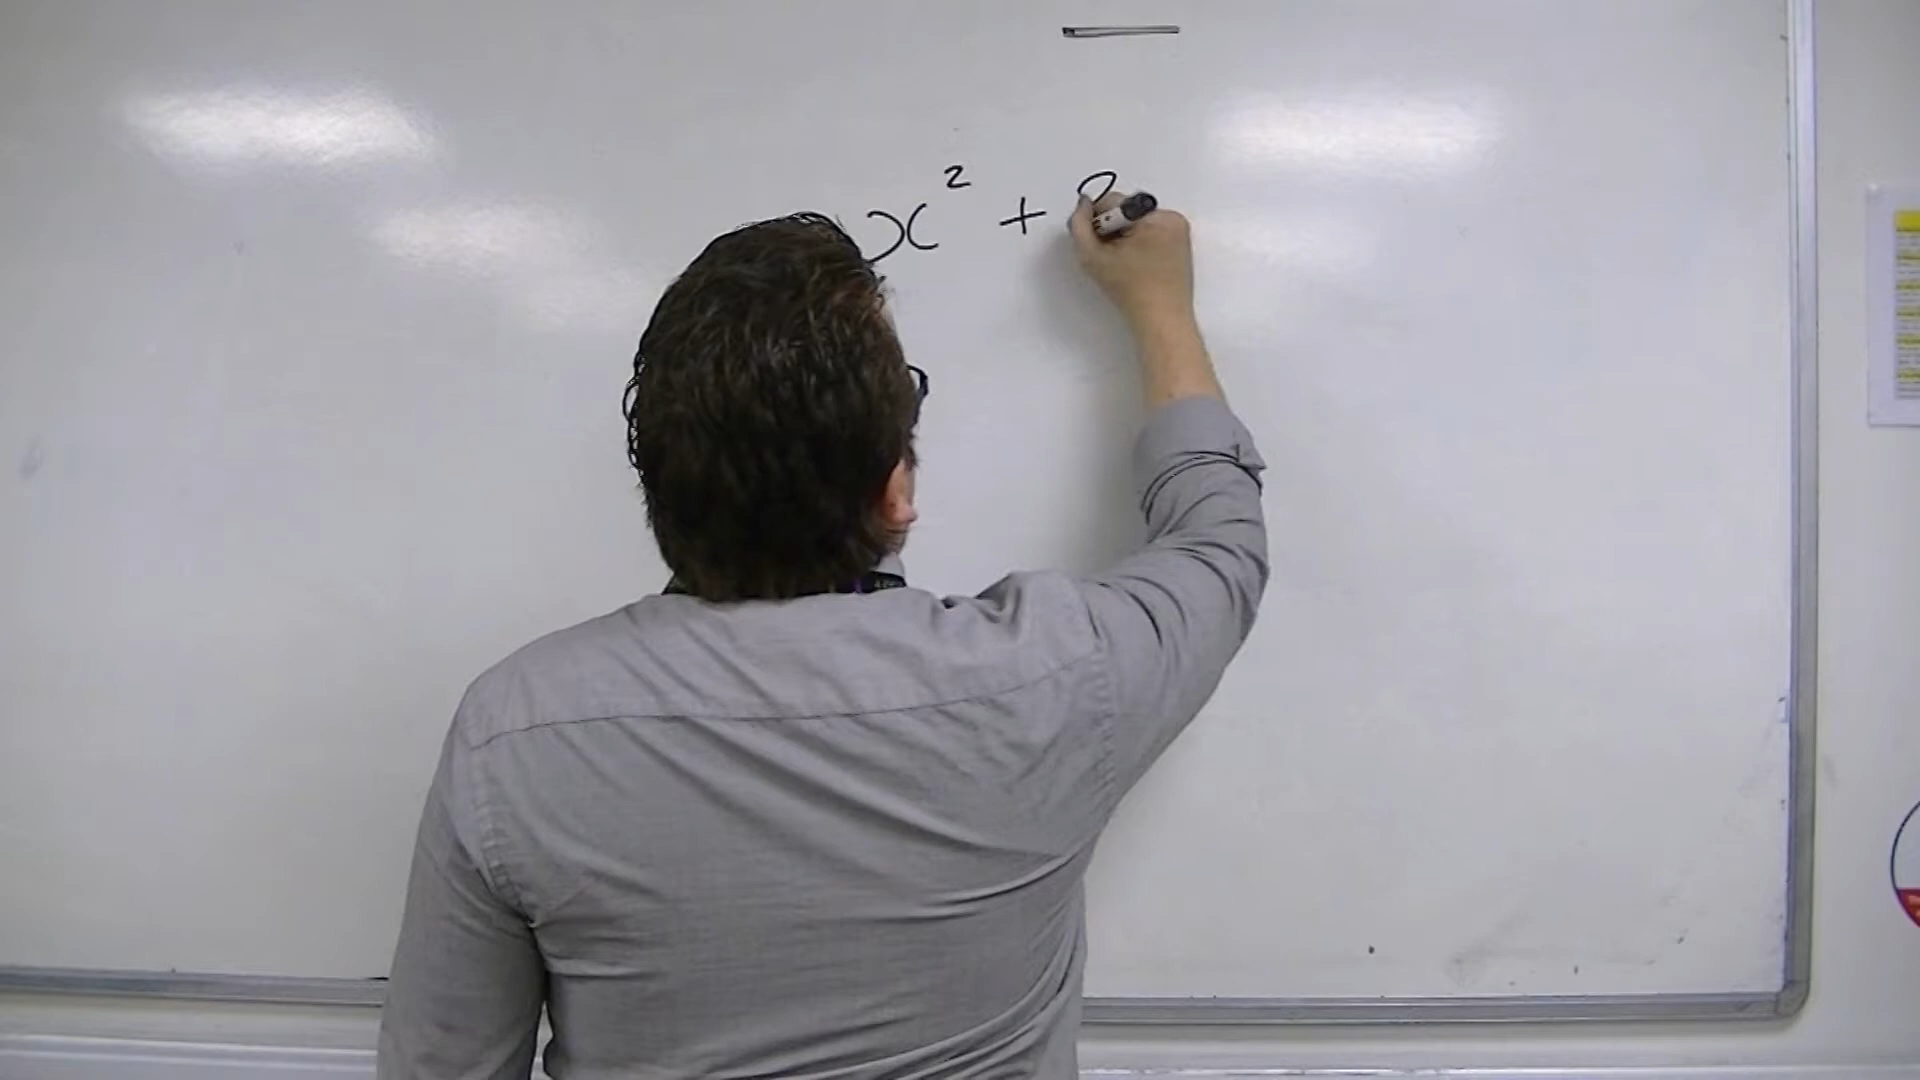 x² +